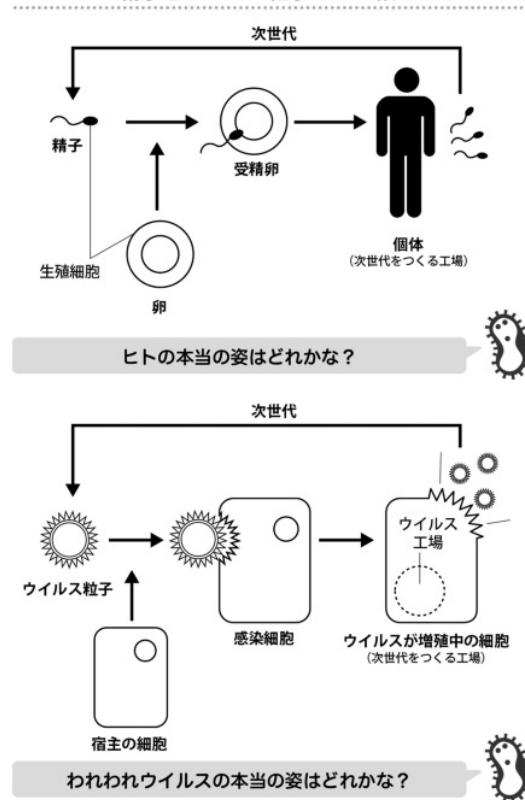 次世代
精子
受精卵
個体
(次世代をつくる工場)
生殖細胞
卵
ヒトの本当の姿はどれかな？
次世代
ウイルス
工場
ウイルス粒子
感染細胞
ウイルスが増殖中の細胞
(次世代をつくる工場)
宿主の細胞
われわれウイルスの本当の姿はどれかな？